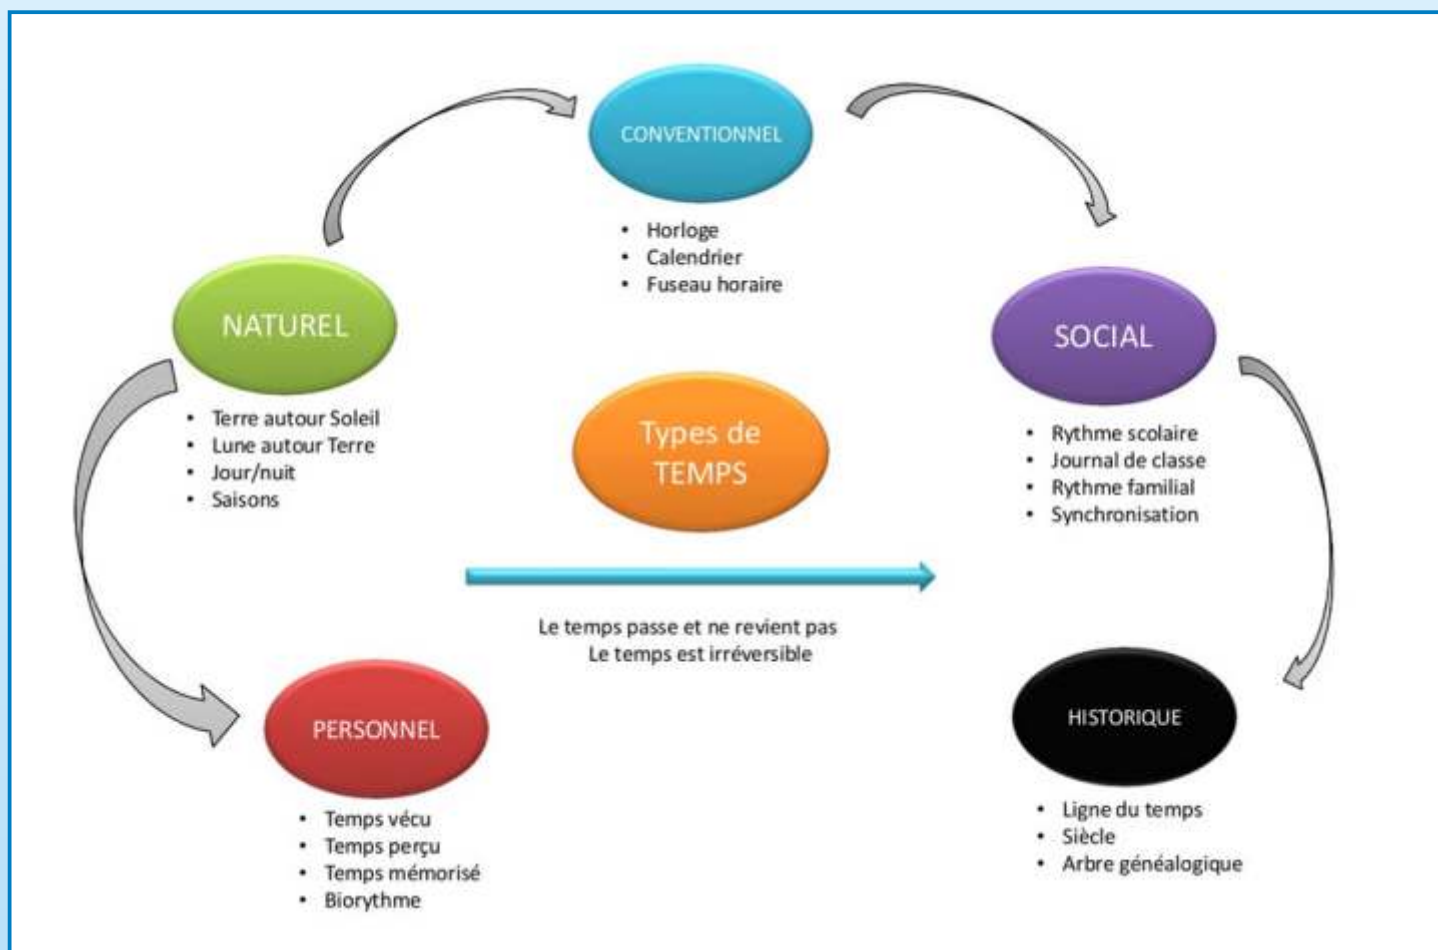 CONVENTIONNEL
• Horloge
• Calendrier
• Fuseau horaire
NATUREL
• Terre autour Soleil
• Lune autour Terre
• Jour/nuit
• Saisons
SOCIAL
• Rythme scolaire
• Journal de classe
• Rythme familial
• Synchronisation
Types de
TEMPS
Le temps passe et ne revient pas
Le temps est irréversible
PERSONNEL
• Temps vécu
• Temps perçu
• Temps mémorisé
• Biorythme
HISTORIQUE
• Ligne du temps
• Siècle
• Arbre généalogique